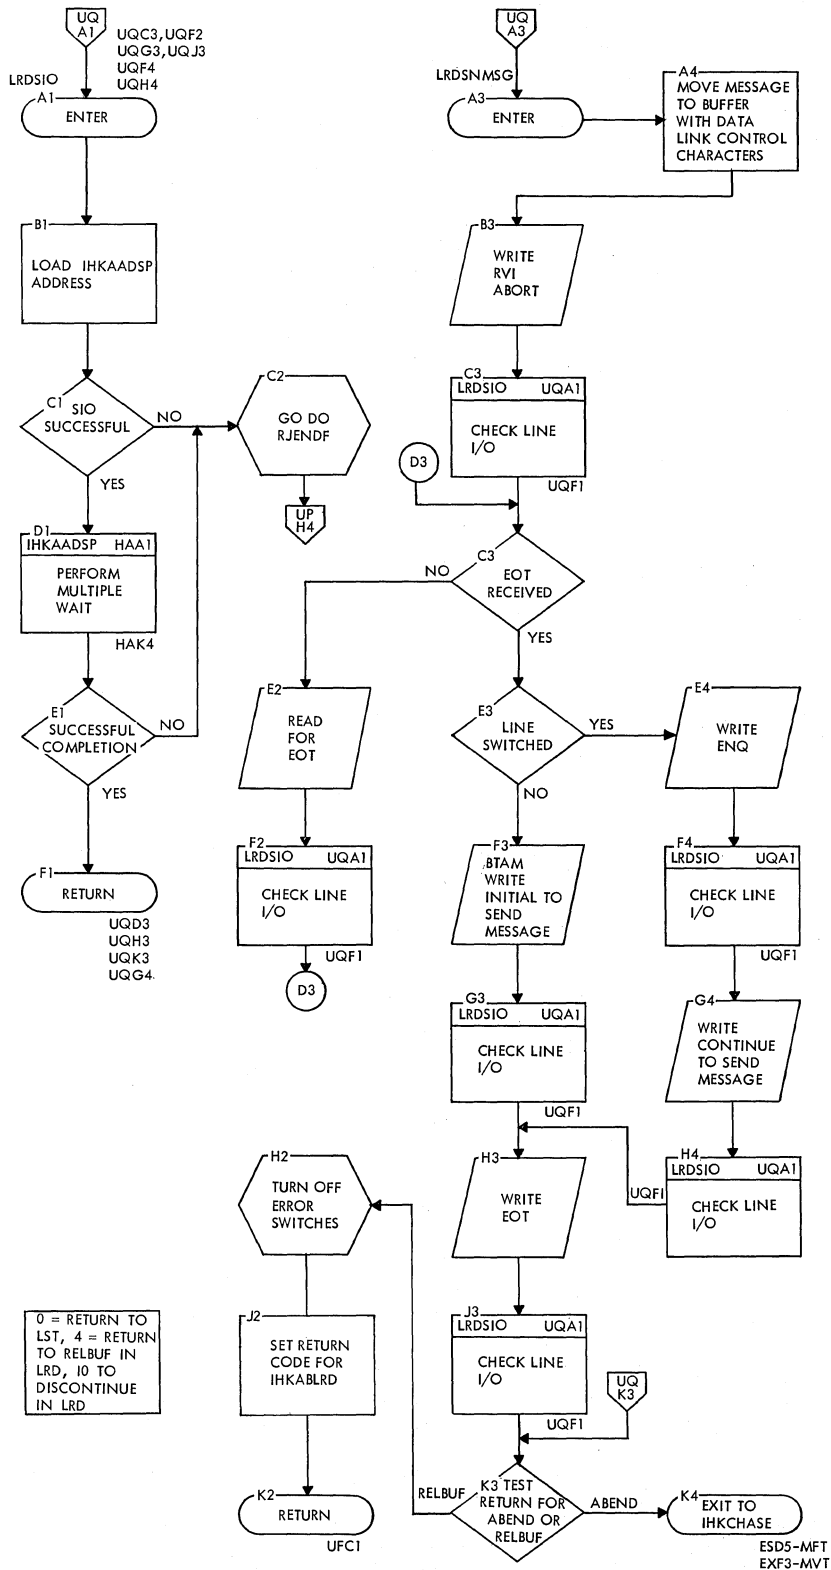 UQ
A1
UQC3,UQF2
UQG3,UQJ3
UQF4
UQH4
LRDSIO
A1
ENTER
B1
LOAD IHKAADSP
ADDRESS
C1
SIO
SUCCESSFUL
NO
YES
C2
GO DO
RJENDF
UP
H4
D1
IHKAADSP HAA1
PERFORM
MULTIPLE
WAIT
HAK4
E1
SUCCESSFUL
COMPLETION
NO
YES
F1
RETURN
UQD3
UQH3
UQK3
UQG4
UQ
A3
LRDSNMSG
A3
ENTER
A4
MOVE MESSAGE
TO BUFFER
WITH DATA
LINK CONTROL
CHARACTERS
B3
WRITE
RVI
ABORT
C3
LRDSIO UQA1
CHECK LINE
I/O
UQF1
D3
C3
EOT
RECEIVED
NO
YES
E2
READ
FOR
EOT
F2
LRDSIO UQA1
CHECK LINE
I/O
UQF1
D3
E3
LINE
SWITCHED
YES
NO
E4
WRITE
ENQ
F3
BTAM
WRITE
INITIAL TO
SEND
MESSAGE
F4
LRDSIO UQA1
CHECK LINE
I/O
UQF1
G3
LRDSIO UQA1
CHECK LINE
I/O
UQF1
G4
WRITE
CONTINUE
TO SEND
MESSAGE
H4
LRDSIO UQA1
CHECK LINE
I/O
UQF1
H3
WRITE
EOT
H2
TURN OFF
ERROR
SWITCHES
J3
LRDSIO UQA1
CHECK LINE
I/O
UQF1
J2
SET RETURN
CODE FOR
IHKABLRD
UQ
K3
K3 TEST
RETURN FOR
ABEND OR
RELBUF
RELBUF
ABEND
K2
RETURN
UFC1
K4
EXIT TO
IHKCHASE
ESD5-MFT
EXF3-MVT
0 = RETURN TO
LST, 4 = RETURN
TO RELBUF IN
LRD, 10 TO
DISCONTINUE
IN LRD